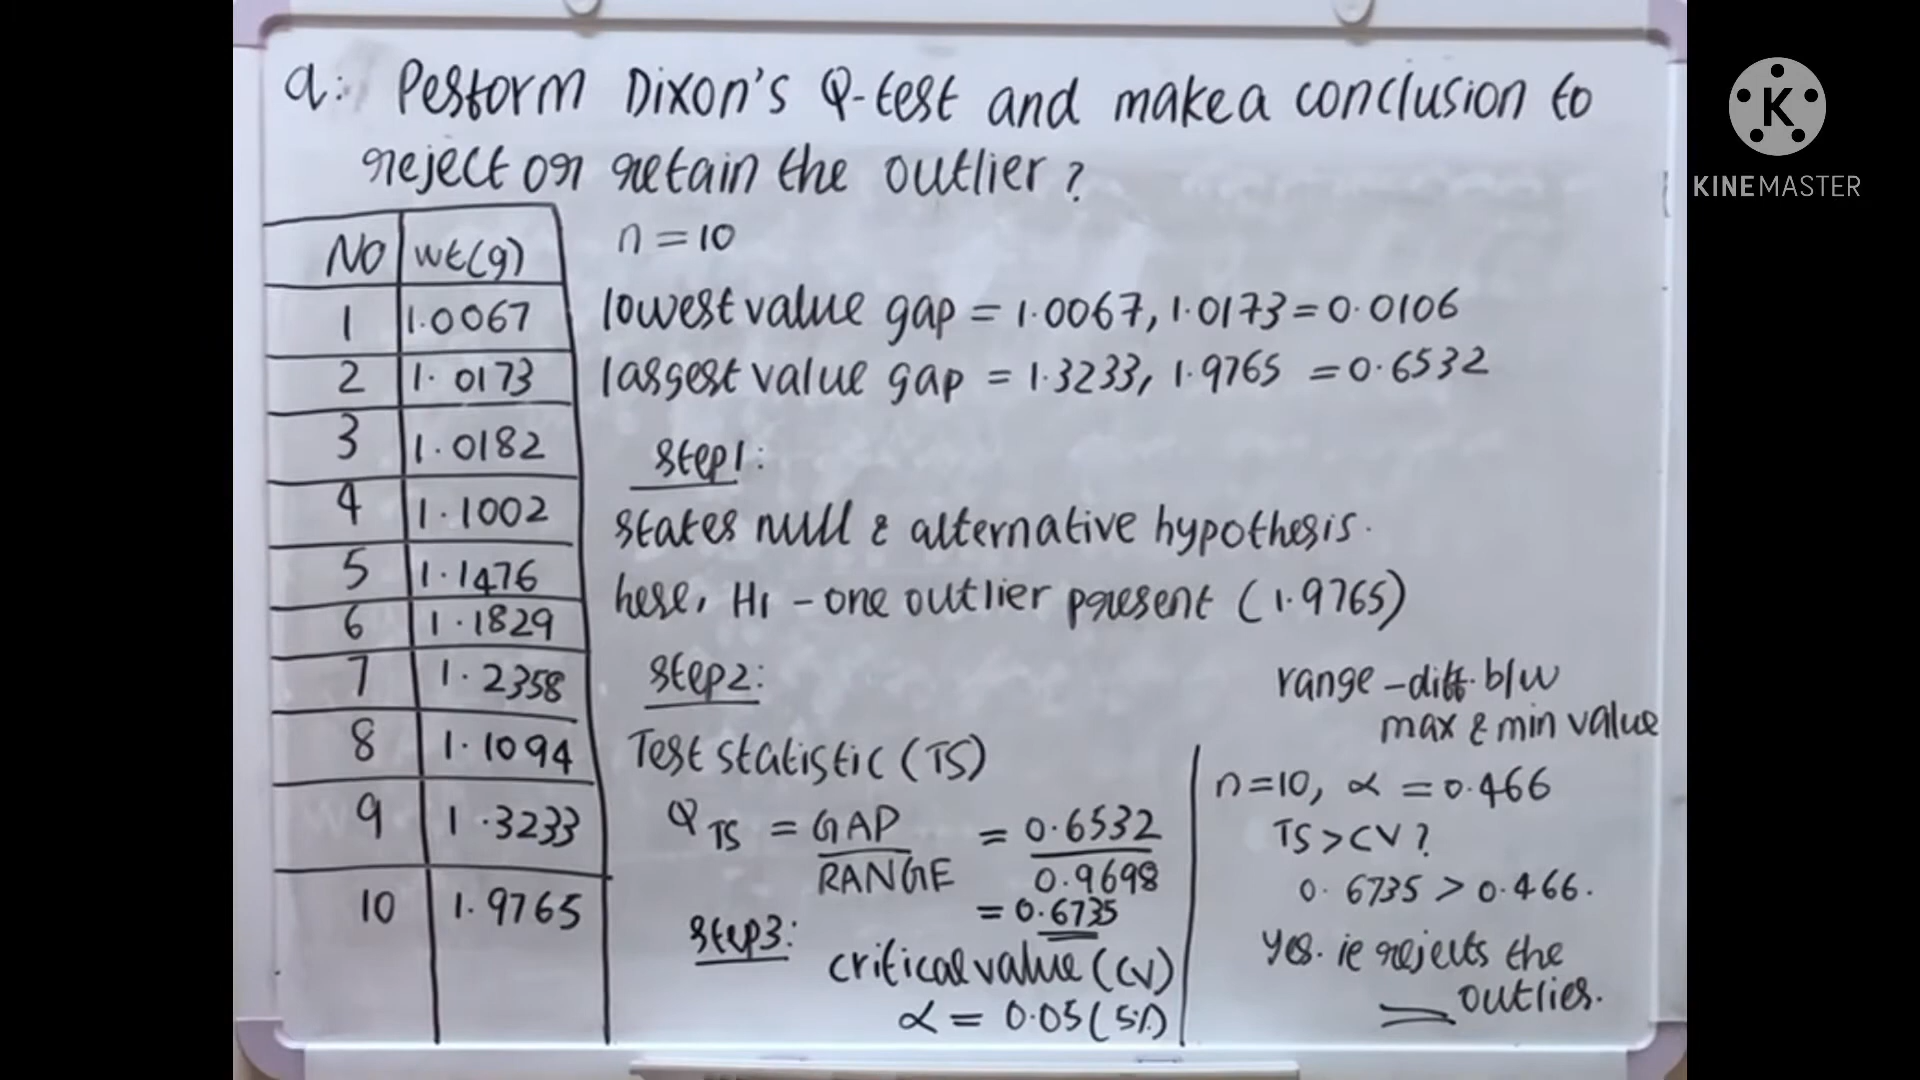 Q: Perform Dixon's Q-test and make a conclusion to
reject or retain the outlier?
No wt(g)
1 1.0067
2 1.0173
3 1.0182
4 1.1002
5 1.1476
6 1.1829
7 1.2358
8 1.1094
9 1.3233
10 1.9765
n = 10
lowest value gap = 1.0067, 1.0173 = 0.0106
largest value gap = 1.3233, 1.9765 = 0.6532
Step1:
States null & alternative hypothesis.
here, H1 - one outlier present (1.9765)
Step2:
Test statistic (TS)
Q TS = GAP / RANGE = 0.6532 / 0.9698
= 0.6735
Step3:
critical value (CV)
α = 0.05 (5%)
range - diff. b/w
max & min value
n=10, α = 0.466
TS > CV?
0.6735 > 0.466.
Yes. ie rejects the
outlier.
K
KINEMASTER